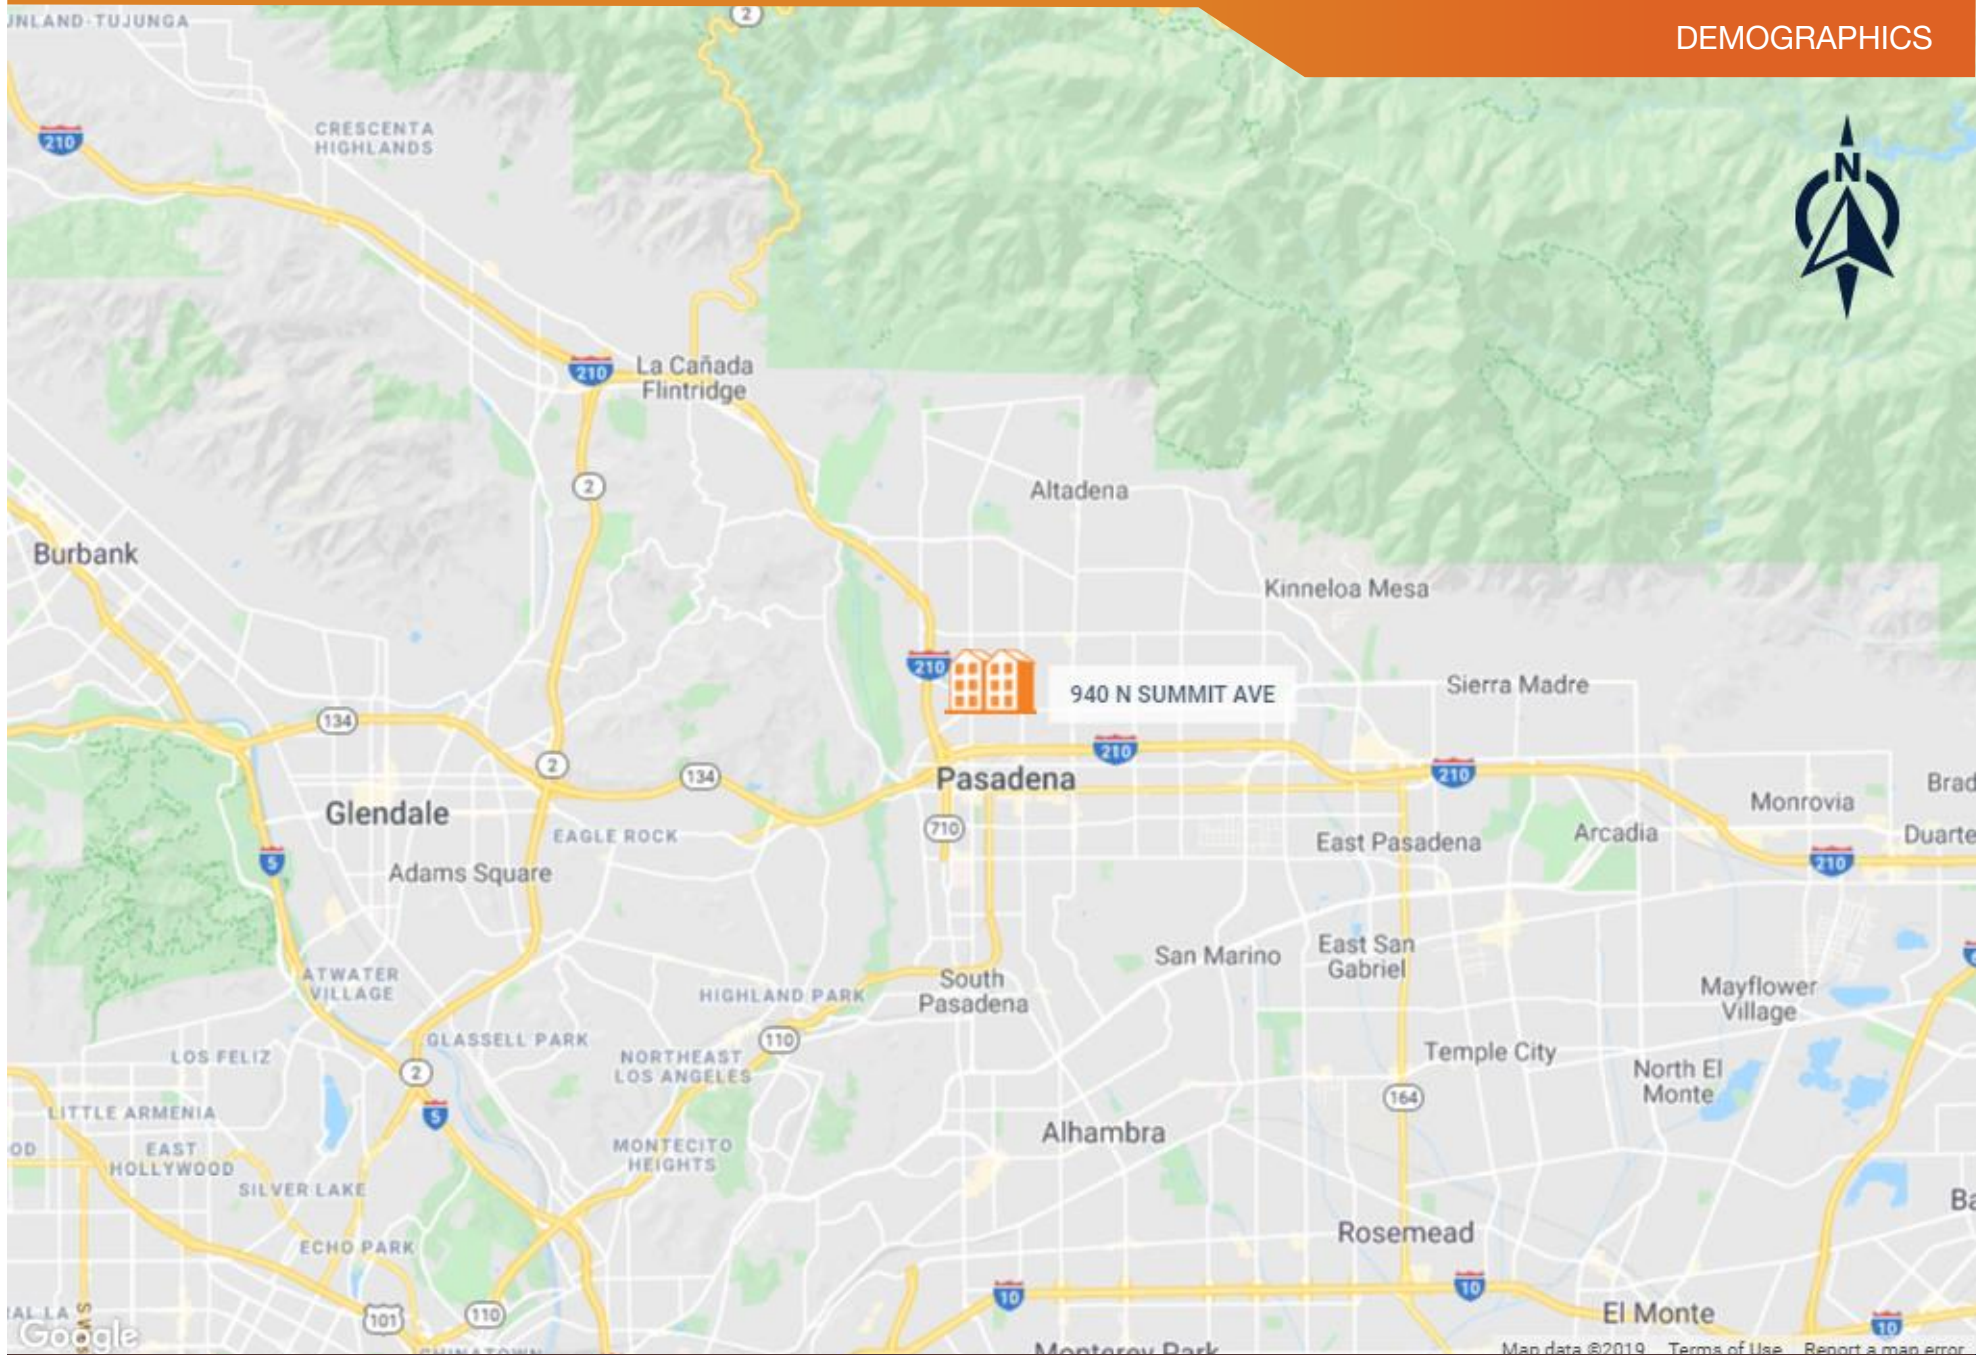 DEMOGRAPHICS
2
210
CRESCENTA
HIGHLANDS
N
210
La Cañada
Flintridge
2
Altadena
Burbank
Kinneloa Mesa
210
940 N SUMMIT AVE
Sierra Madre
134
210
2
134
Pasadena
210
Monrovia
Glendale
710
EAGLE ROCK
East Pasadena
Arcadia
Duarte
5
Adams Square
210
San Marino
East San
Gabriel
ATWATER
VILLAGE
HIGHLAND PARK
South
Pasadena
Mayflower
Village
LOS FELIZ
GLASSELL PARK
110
NORTHEAST
LOS ANGELES
Temple City
North El
Monte
2
LITTLE ARMENIA
5
164
EAST
HOLLYWOOD
MONTECITO
HEIGHTS
Alhambra
SILVER LAKE
ECHO PARK
Rosemead
10
10
101
110
El Monte
10
Google
CHINATOWN
Monterey Park
Map data ©2019 Terms of Use Report a map error